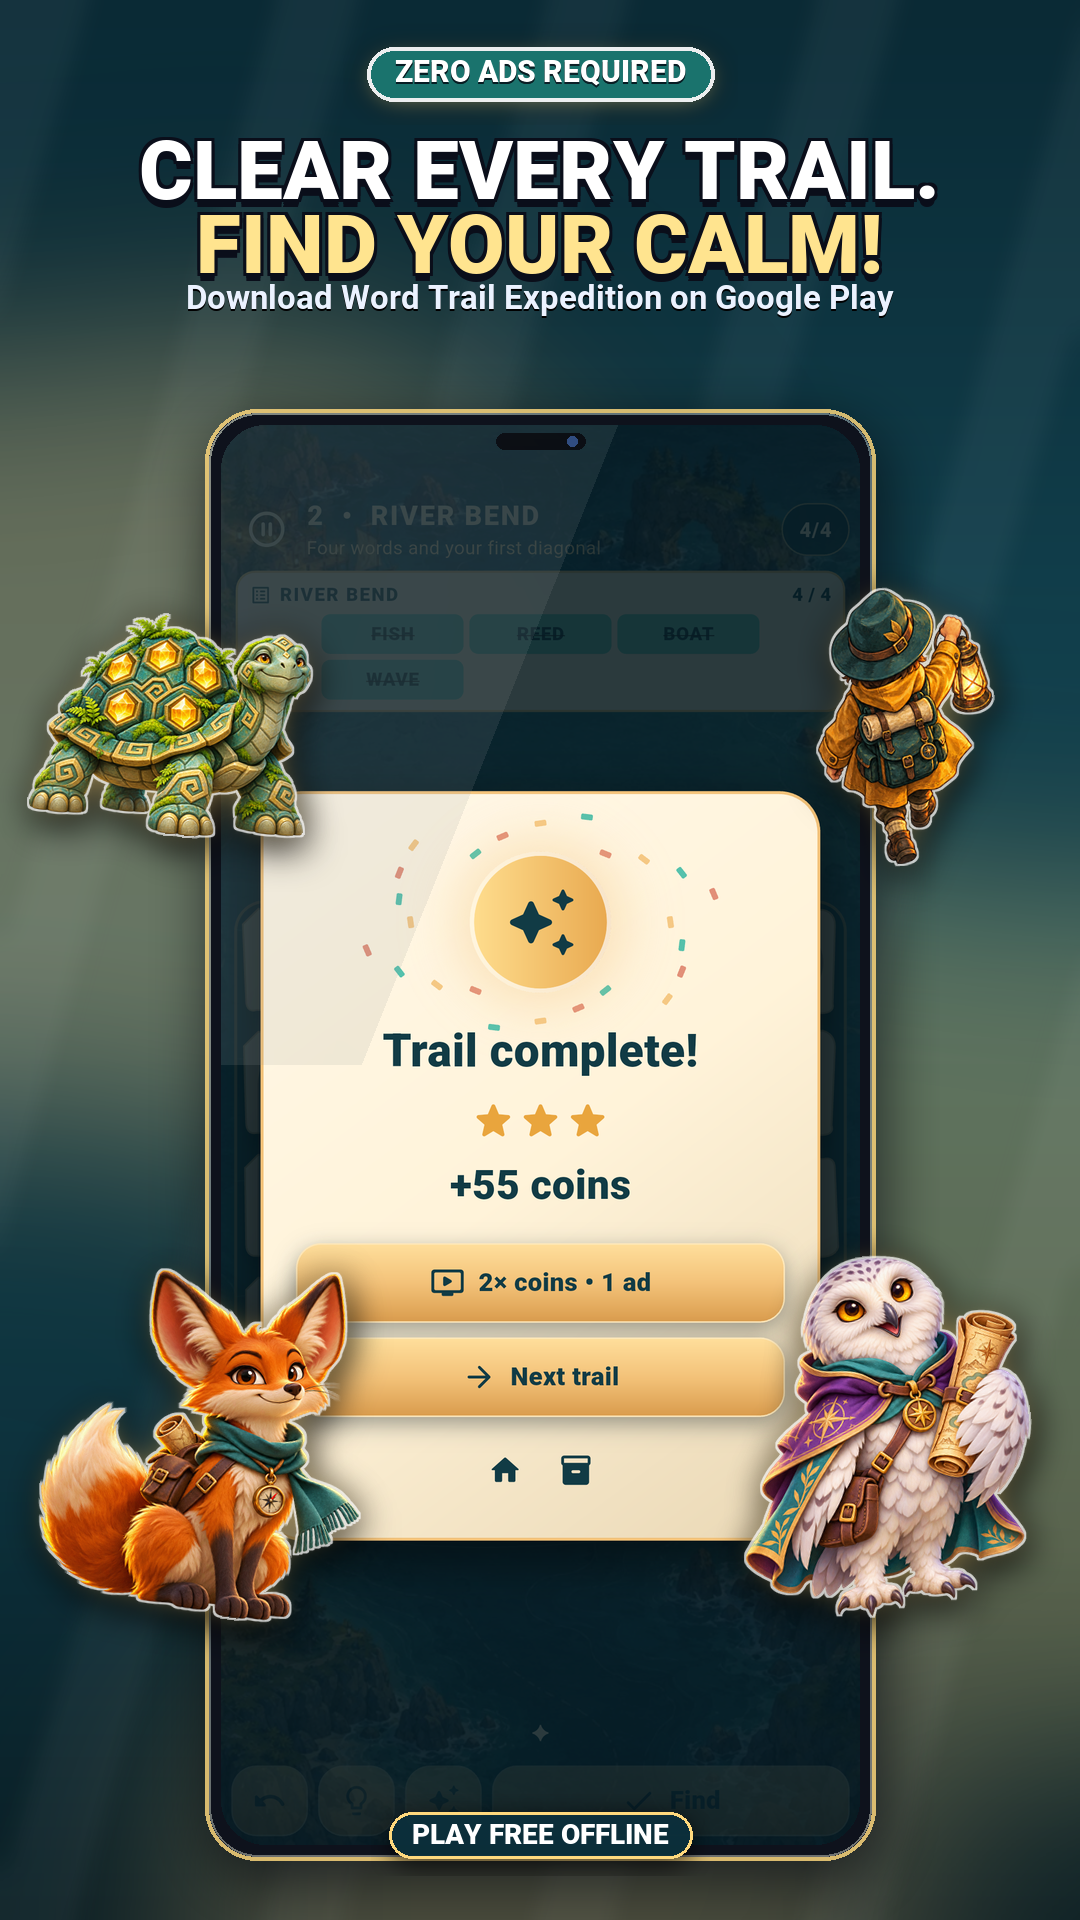 ZERO ADS REQUIRED
CLEAR EVERY TRAIL.
FIND YOUR CALM!
Download Word Trail Expedition on Google Play
2 • RIVER BEND
Four words and your first diagonal
4/4
RIVER BEND
4 / 4
FISH
REED
BOAT
WAVE
Trail complete!
+55 coins
2× coins • 1 ad
Next trail
Find
PLAY FREE OFFLINE